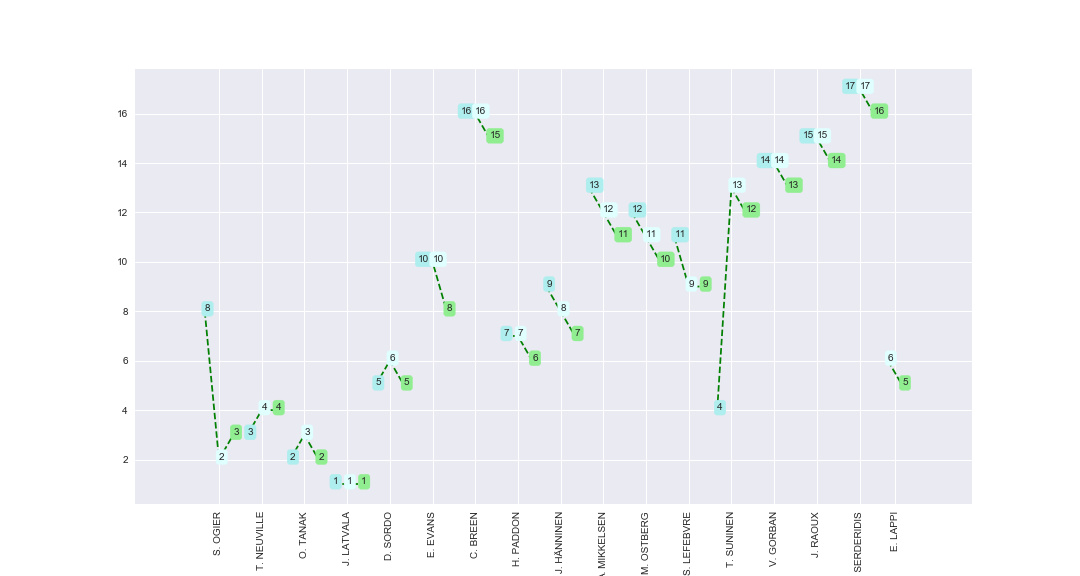 17 17
16 16 16 16
15 15 15
14 14 14 14
13 13 13
12 12 12 12
11 11 11
10 10 10 10
9 9 9
8 8 8 8
7 7 7
6 6 6 6
5 5 5
4 4 4 4
3 3 3
2 2 2 2
1 1 1
S. OGIER
T. NEUVILLE
O. TANAK
J. LATVALA
D. SORDO
E. EVANS
C. BREEN
H. PADDON
J. HÄNNINEN
. MIKKELSEN
M. OSTBERG
S. LEFEBVRE
T. SUNINEN
V. GORBAN
J. RAOUX
SERDERIDIS
E. LAPPI